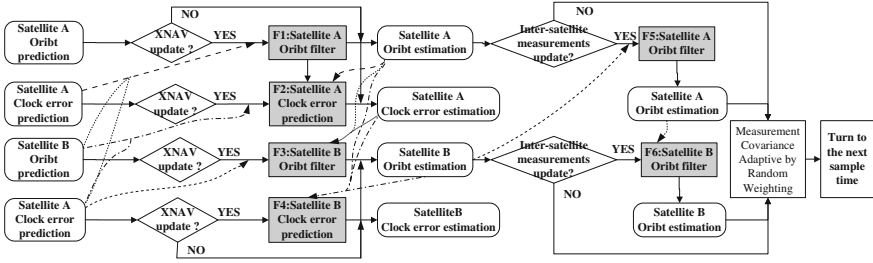 NO
NO
Satellite A
Oribt
prediction
XNAV
update ?
YES
F1:Satellite A
Oribt filter
Satellite A
Oribt estimation
Inter-satellite
measurements
update?
YES
F5:Satellite A
Oribt filter
Satellite A
Clock error
prediction
XNAV
update ?
YES
F2:Satellite A
Clock error
prediction
Satellite A
Clock error estimation
Satellite A
Oribt estimation
Satellite B
Oribt
prediction
XNAV
update ?
YES
F3:Satellite B
Oribt filter
Satellite B
Oribt estimation
Inter-satellite
measurements
update?
YES
F6:Satellite B
Oribt filter
Measurement
Covariance
Adaptive by
Random
Weighting
Turn to
the next
sample
time
Satellite A
Clock error
prediction
XNAV
update ?
YES
F4:Satellite B
Clock error
prediction
SatelliteB
Clock error estimation
NO
Satellite B
Oribt estimation
NO